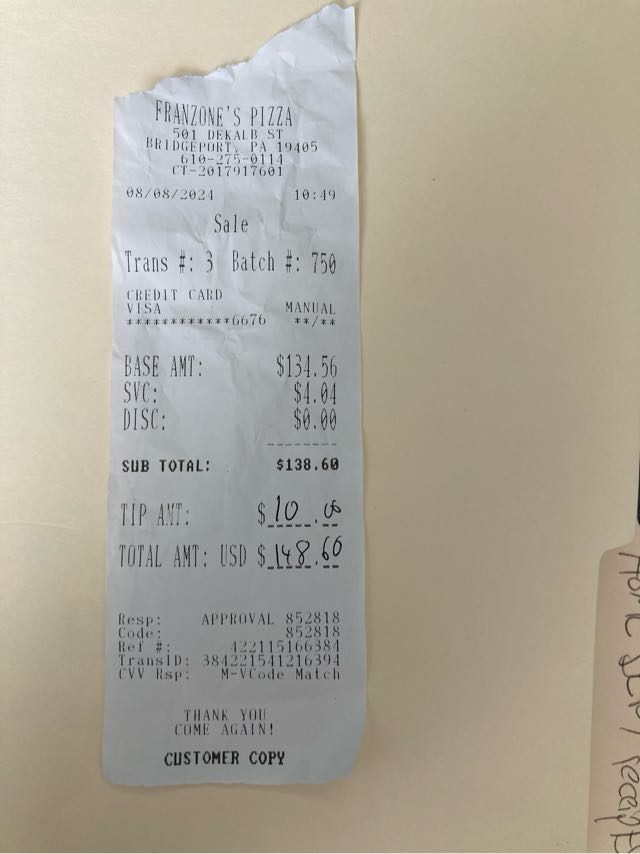 FRANZONE'S PIZZA
501 DEKALB ST
BRIDGEPORT, PA 19405
610-275-0114
CT-2017917601
08/08/2024 10:49
Sale
Trans #: 3 Batch #: 750
CREDIT CARD
VISA MANUAL
************6676 **/**
BASE AMT: $134.56
SVC: $4.04
DISC: $0.00
--------
SUB TOTAL: $138.60
TIP AMT: $10.00
TOTAL AMT: USD $148.60
Resp: APPROVAL 852818
Code: 852818
Ref #: 422115166384
TransID: 384221541216394
CVV Rsp: M-VCode Match
THANK YOU
COME AGAIN!
CUSTOMER COPY